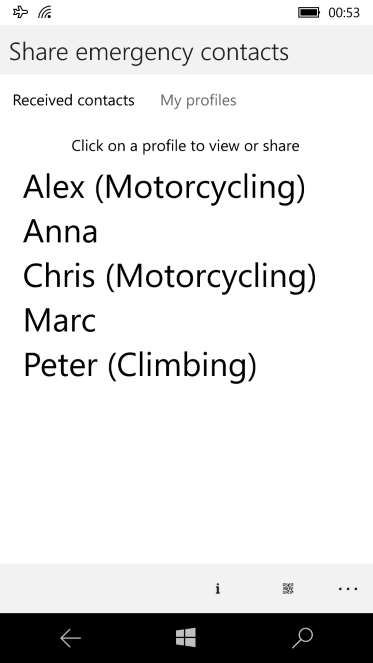 00:53
Share emergency contacts
Received contacts My profiles
Click on a profile to view or share
Alex (Motorcycling)
Anna
Chris (Motorcycling)
Marc
Peter (Climbing)